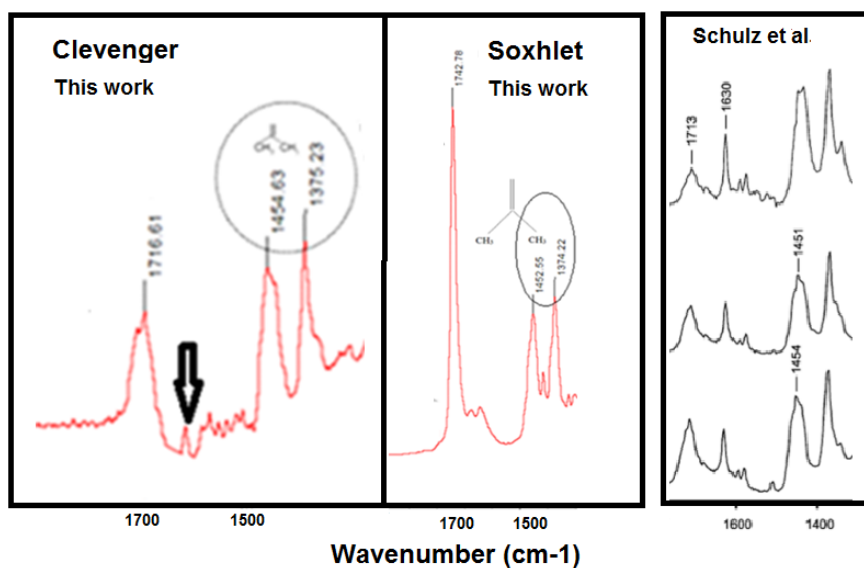 Clevenger
This work
CH₃ CH₃
1716.61
1454.63
1375.23
1700
1500
Soxhlet
This work
1742.78
CH₃
CH₃
1452.55
1374.22
1700
1500
Schulz et al.
1713
1630
1451
1454
1600
1400
Wavenumber (cm-1)